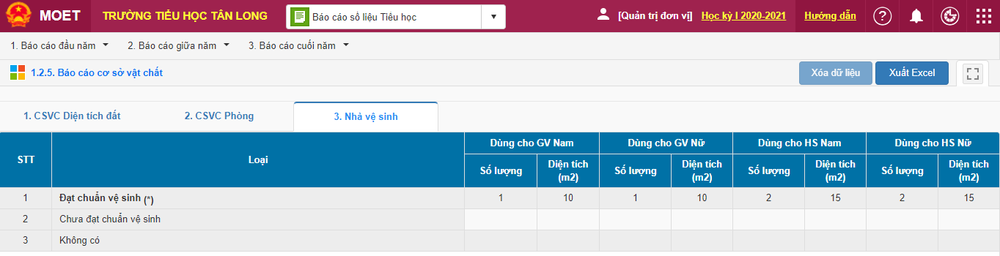 MOET TRƯỜNG TIỂU HỌC TÂN LONG Báo cáo số liệu Tiểu học [Quản trị đơn vị] Học kỳ I 2020-2021 Hướng dẫn ?
1. Báo cáo đầu năm 2. Báo cáo giữa năm 3. Báo cáo cuối năm
1.2.5. Báo cáo cơ sở vật chất Xóa dữ liệu Xuất Excel
1. CSVC Diện tích đất 2. CSVC Phòng 3. Nhà vệ sinh
STT Loại Dùng cho GV Nam Dùng cho GV Nữ Dùng cho HS Nam Dùng cho HS Nữ
Số lượng Diện tích (m2) Số lượng Diện tích (m2) Số lượng Diện tích (m2) Số lượng Diện tích (m2)
1 Đạt chuẩn vệ sinh (*) 1 10 1 10 2 15 2 15
2 Chưa đạt chuẩn vệ sinh
3 Không có